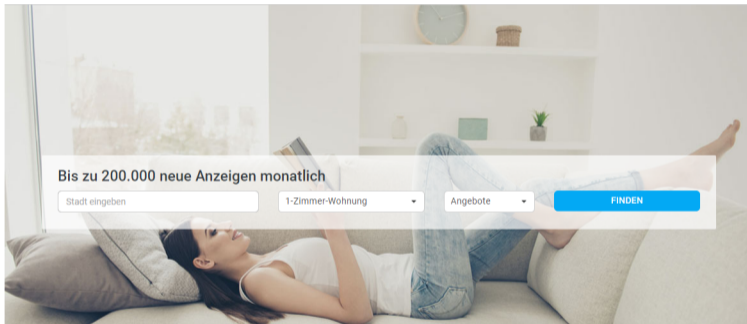 Bis zu 200.000 neue Anzeigen monatlich
Stadt eingeben 1-Zimmer-Wohnung Angebote FINDEN